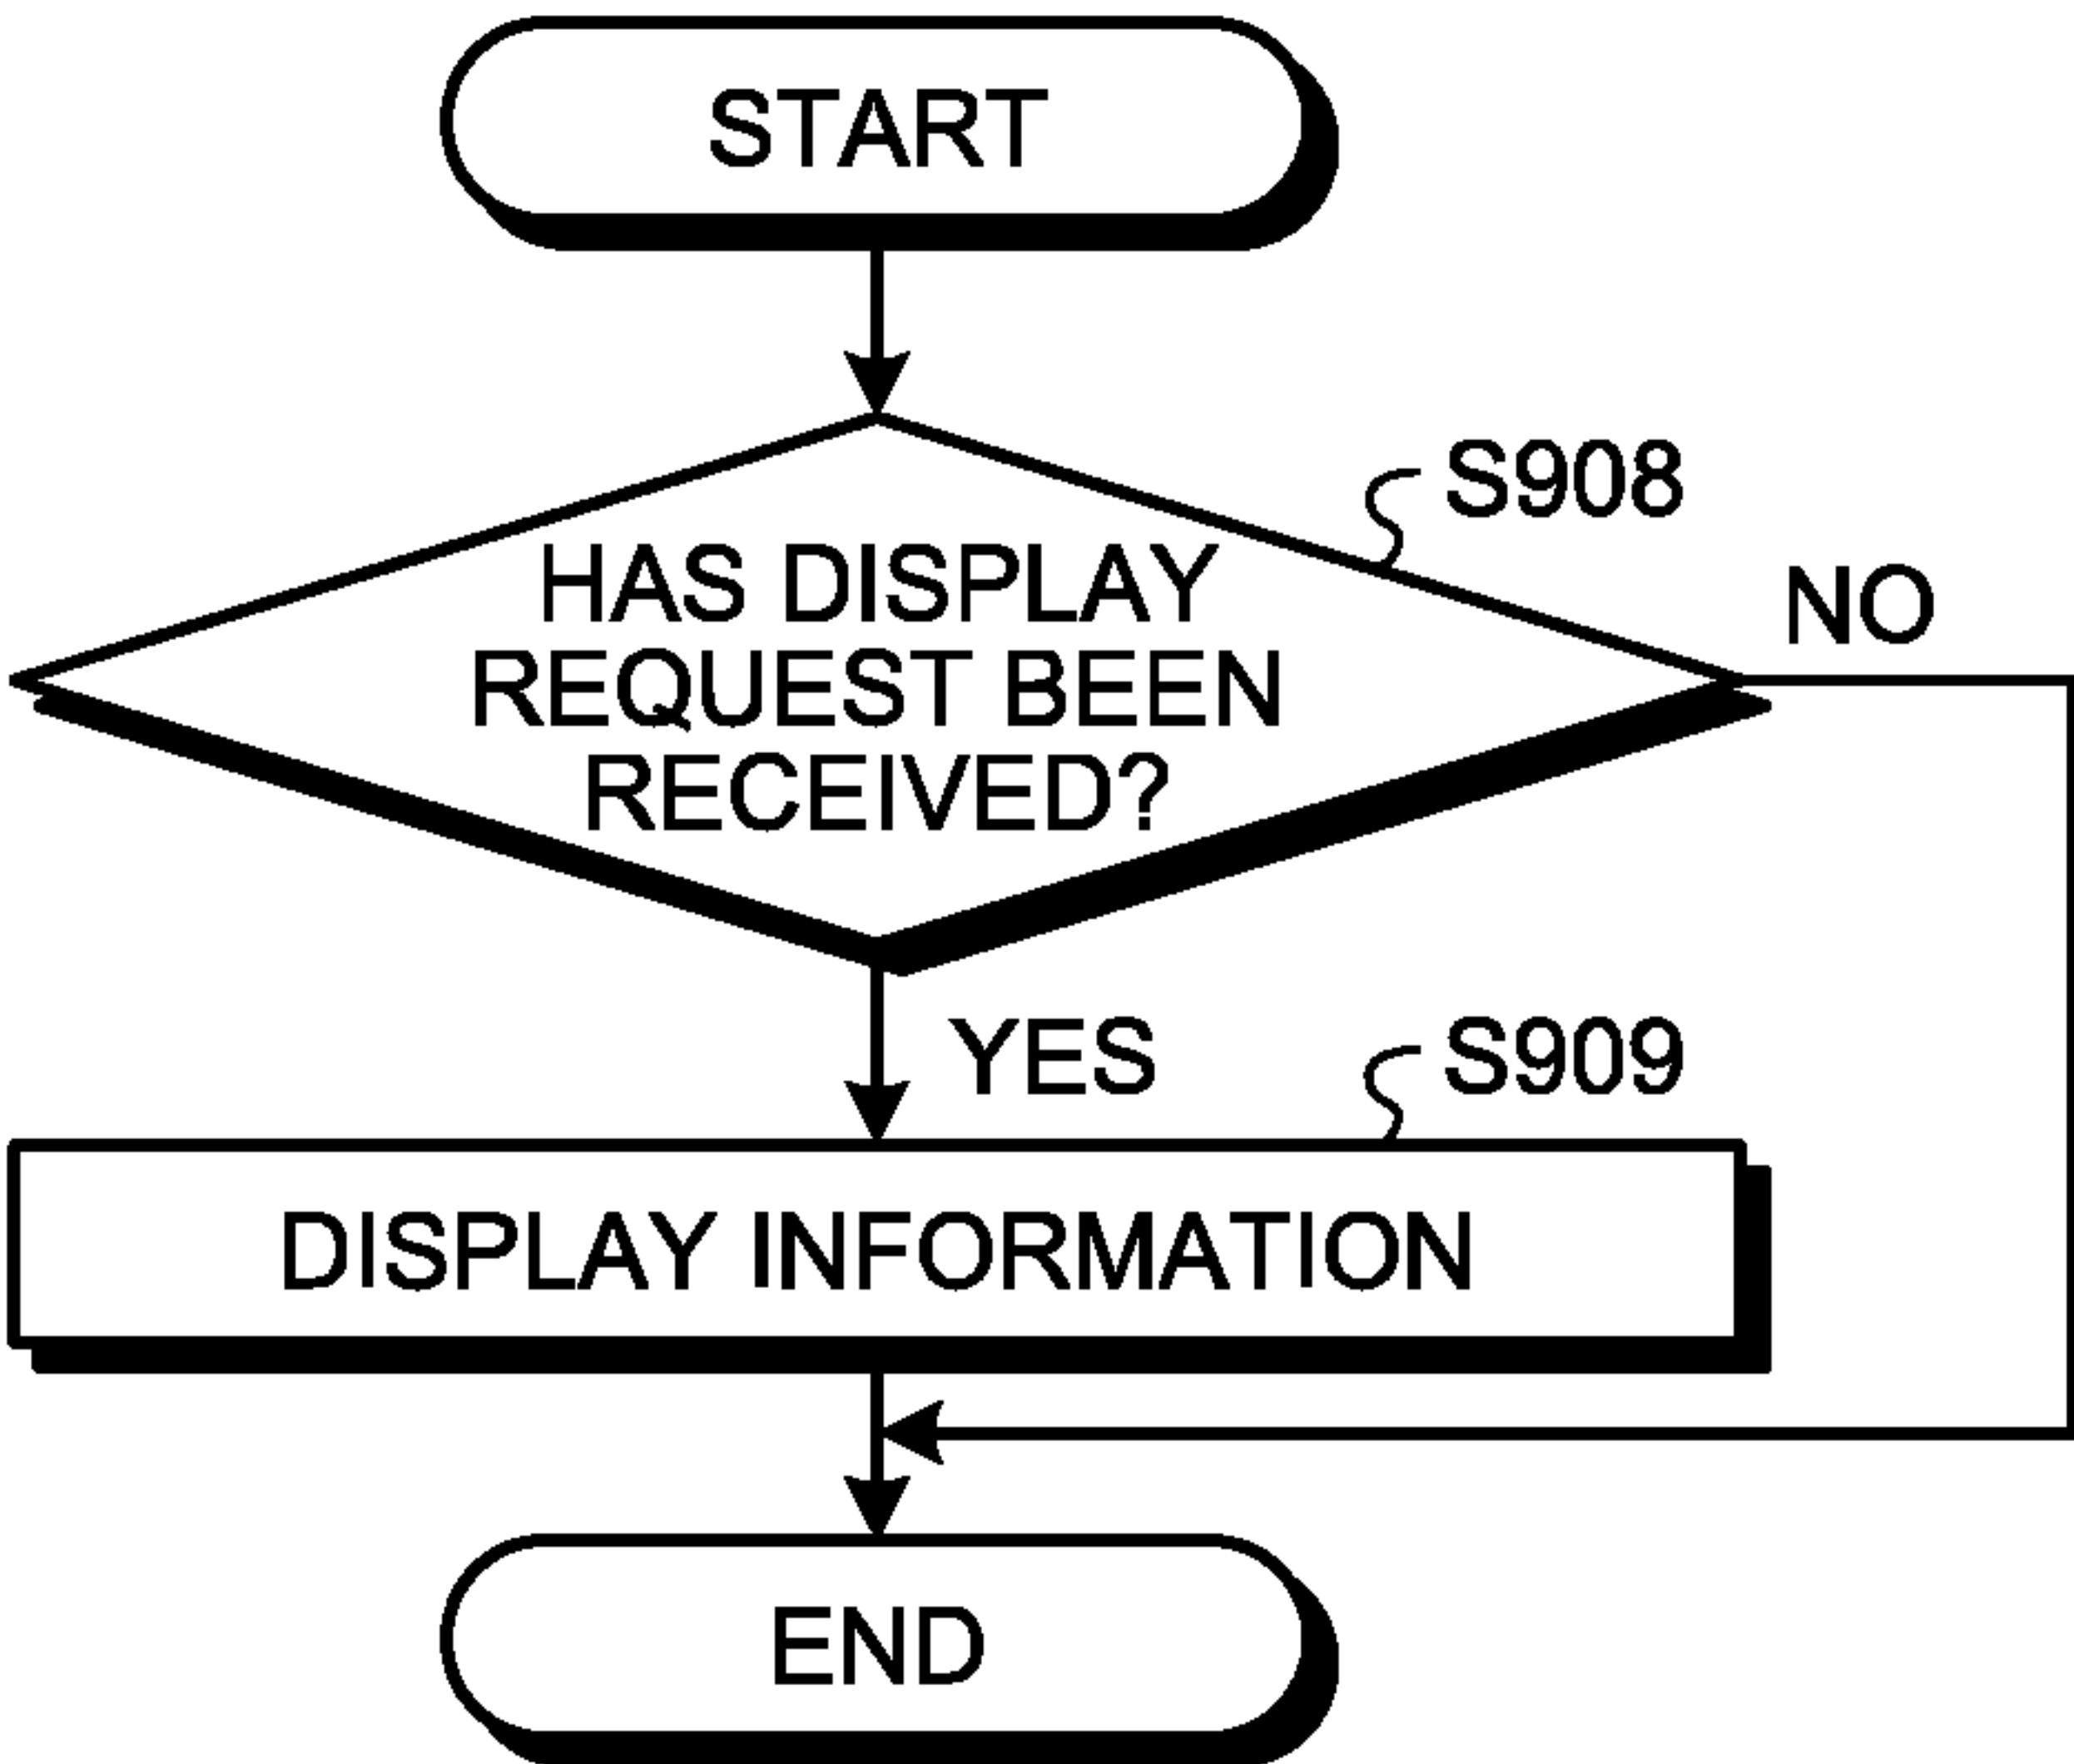 START
S908
HAS DISPLAY
NO
REQUEST BEEN
RECEIVED?
YES
S909
DISPLAY INFORMATION
END